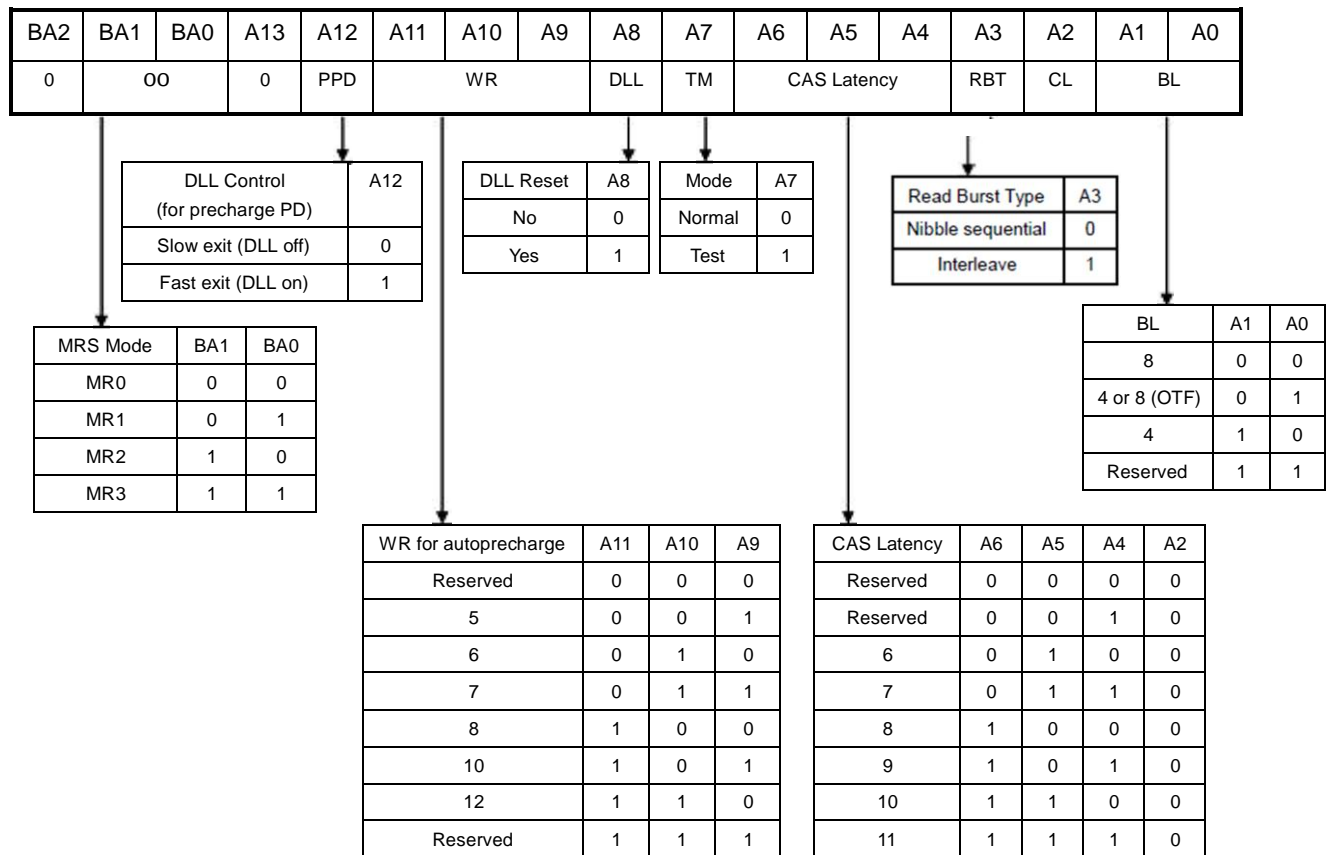 BA2 BA1 BA0 A13 A12 A11 A10 A9 A8 A7 A6 A5 A4 A3 A2 A1 A0
0 00 0 PPD WR DLL TM CAS Latency RBT CL BL
DLL Control (for precharge PD) A12
Slow exit (DLL off) 0
Fast exit (DLL on) 1
DLL Reset A8
No 0
Yes 1
Mode A7
Normal 0
Test 1
Read Burst Type A3
Nibble sequential 0
Interleave 1
BL A1 A0
8 0 0
4 or 8 (OTF) 0 1
4 1 0
Reserved 1 1
MRS Mode BA1 BA0
MR0 0 0
MR1 0 1
MR2 1 0
MR3 1 1
WR for autoprecharge A11 A10 A9
Reserved 0 0 0
5 0 0 1
6 0 1 0
7 0 1 1
8 1 0 0
10 1 0 1
12 1 1 0
Reserved 1 1 1
CAS Latency A6 A5 A4 A2
Reserved 0 0 0 0
Reserved 0 0 1 0
6 0 1 0 0
7 0 1 1 0
8 1 0 0 0
9 1 0 1 0
10 1 1 0 0
11 1 1 1 0